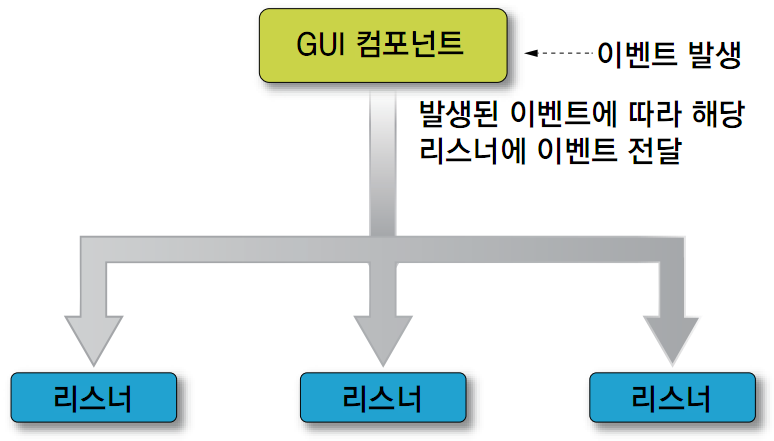 GUI 컴포넌트
이벤트 발생
발생된 이벤트에 따라 해당
리스너에 이벤트 전달
리스너
리스너
리스너